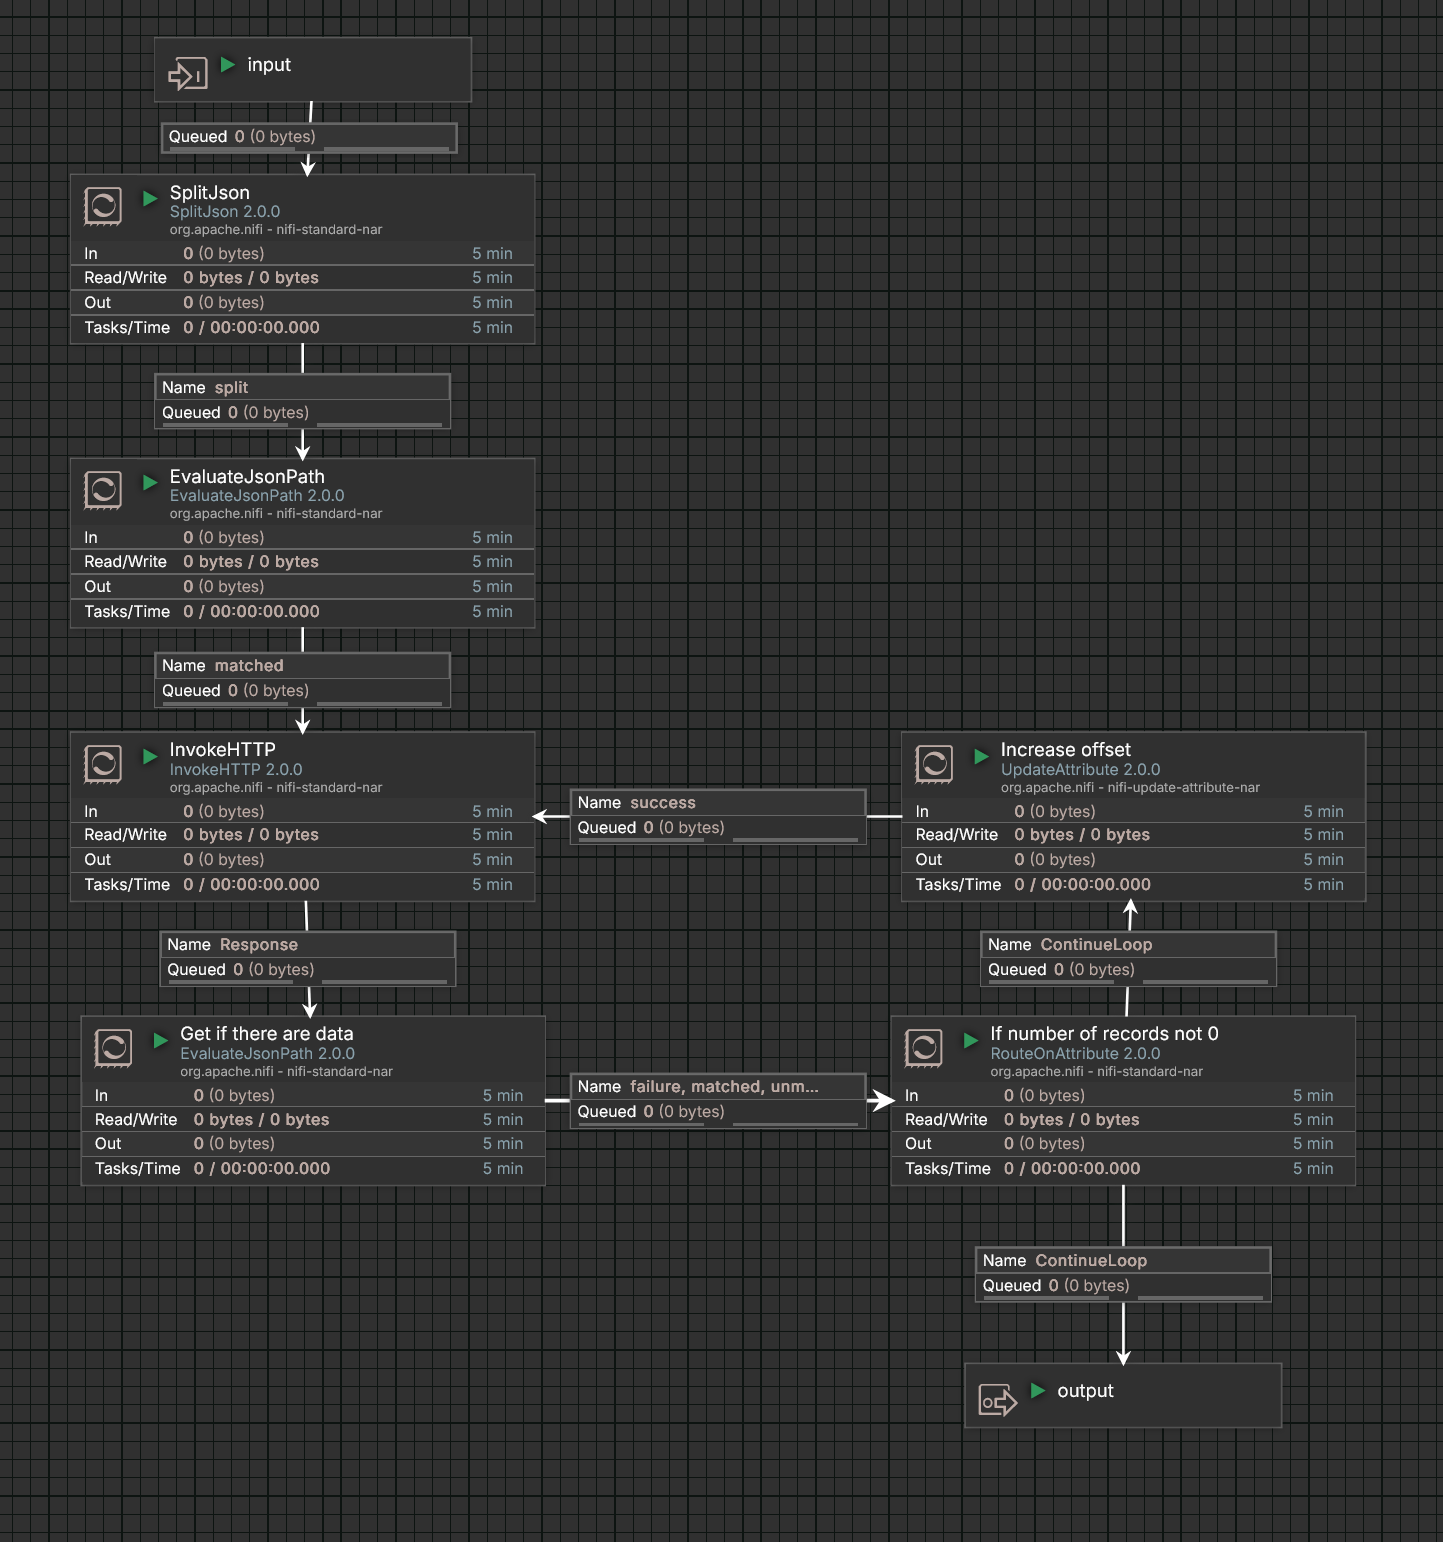 input
Queued 0 (0 bytes)
SplitJson
SplitJson 2.0.0
org.apache.nifi - nifi-standard-nar
In 0 (0 bytes) 5 min
Read/Write 0 bytes / 0 bytes 5 min
Out 0 (0 bytes) 5 min
Tasks/Time 0 / 00:00:00.000 5 min
Name split
Queued 0 (0 bytes)
EvaluateJsonPath
EvaluateJsonPath 2.0.0
org.apache.nifi - nifi-standard-nar
In 0 (0 bytes) 5 min
Read/Write 0 bytes / 0 bytes 5 min
Out 0 (0 bytes) 5 min
Tasks/Time 0 / 00:00:00.000 5 min
Name matched
Queued 0 (0 bytes)
InvokeHTTP
InvokeHTTP 2.0.0
org.apache.nifi - nifi-standard-nar
In 0 (0 bytes) 5 min
Read/Write 0 bytes / 0 bytes 5 min
Out 0 (0 bytes) 5 min
Tasks/Time 0 / 00:00:00.000 5 min
Name success
Queued 0 (0 bytes)
Increase offset
UpdateAttribute 2.0.0
org.apache.nifi - nifi-update-attribute-nar
In 0 (0 bytes) 5 min
Read/Write 0 bytes / 0 bytes 5 min
Out 0 (0 bytes) 5 min
Tasks/Time 0 / 00:00:00.000 5 min
Name Response
Queued 0 (0 bytes)
Name ContinueLoop
Queued 0 (0 bytes)
Get if there are data
EvaluateJsonPath 2.0.0
org.apache.nifi - nifi-standard-nar
In 0 (0 bytes) 5 min
Read/Write 0 bytes / 0 bytes 5 min
Out 0 (0 bytes) 5 min
Tasks/Time 0 / 00:00:00.000 5 min
Name failure, matched, unm...
Queued 0 (0 bytes)
If number of records not 0
RouteOnAttribute 2.0.0
org.apache.nifi - nifi-standard-nar
In 0 (0 bytes) 5 min
Read/Write 0 bytes / 0 bytes 5 min
Out 0 (0 bytes) 5 min
Tasks/Time 0 / 00:00:00.000 5 min
Name ContinueLoop
Queued 0 (0 bytes)
output